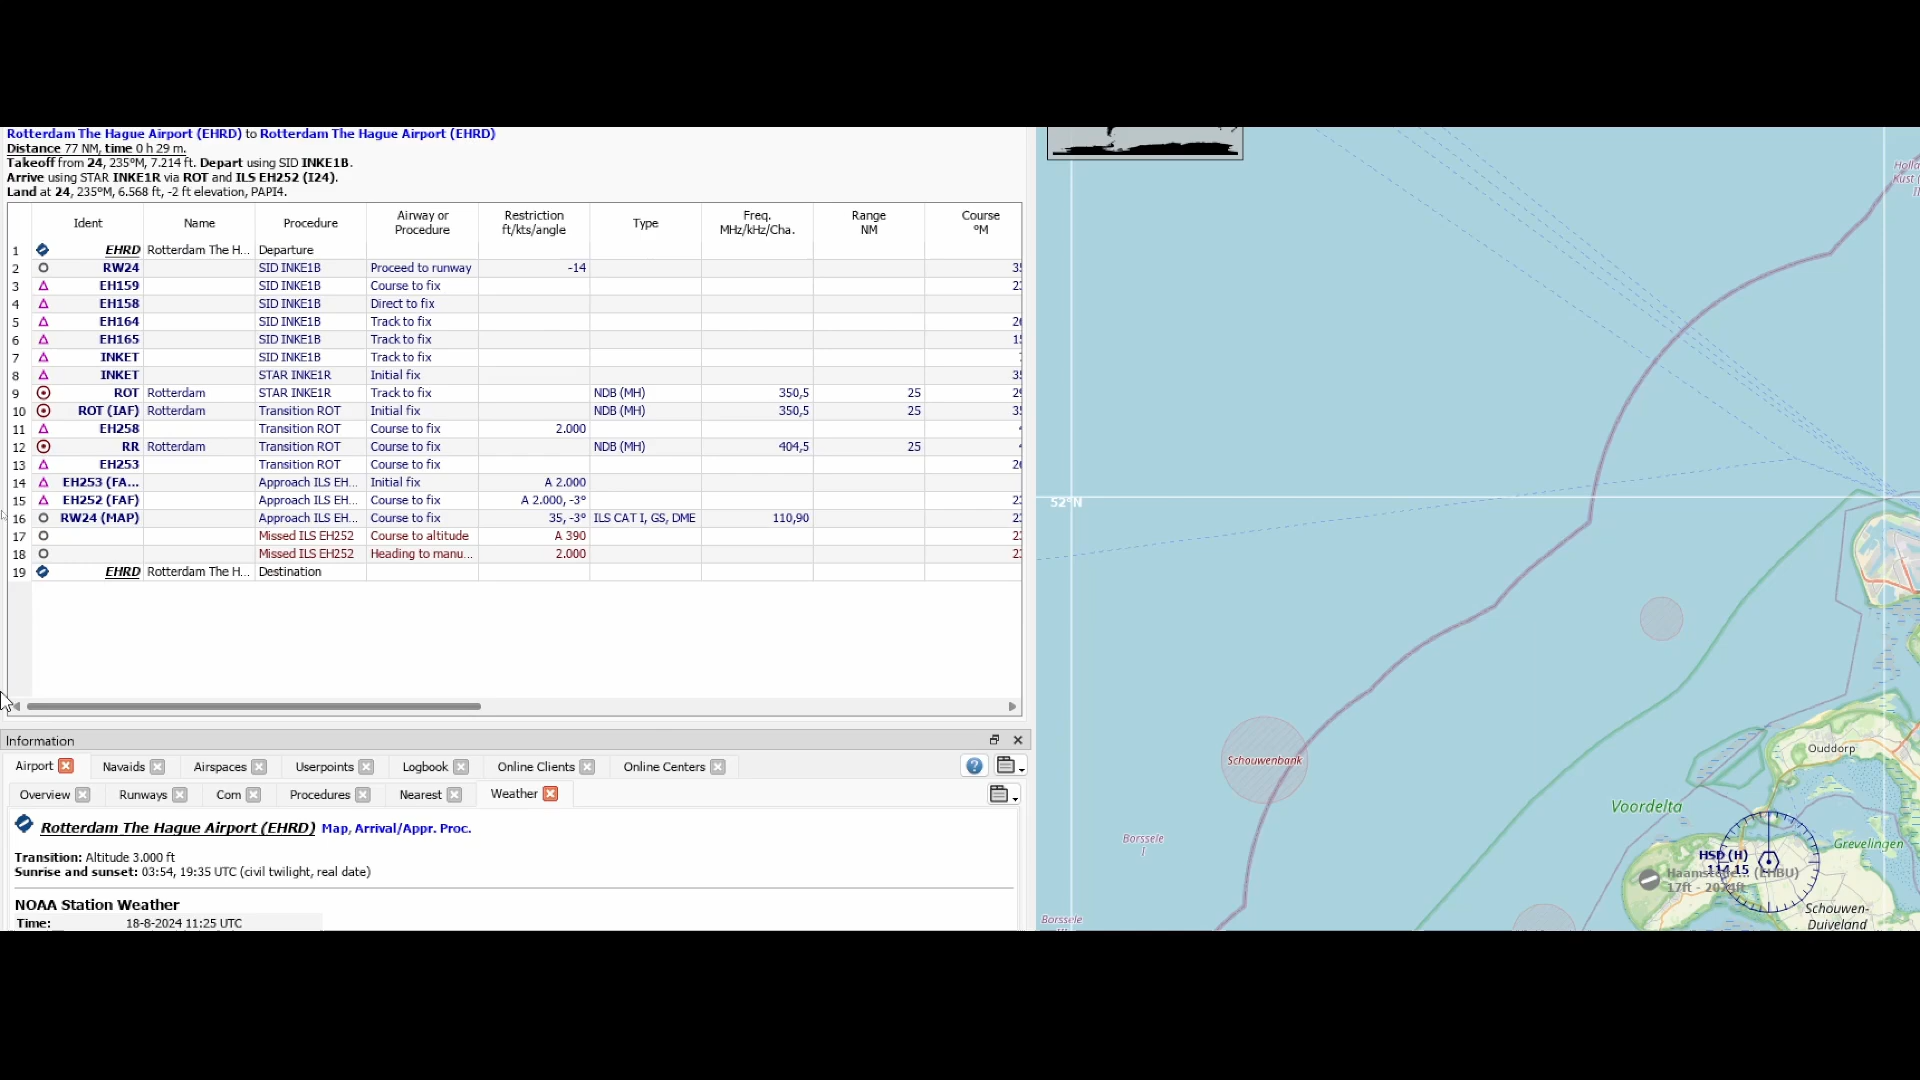 Rotterdam The Hague Airport (EHRD) to Rotterdam The Hague Airport (EHRD)
Distance 77 NM, time 0 h 29 m.
Takeoff from 24, 235°M, 7.214 ft. Depart using SID INKE1B.
Arrive using STAR INKE1R via ROT and ILS EH252 (I24).
Land at 24, 235°M, 6.568 ft, -2 ft elevation, PAPI4.
Ident Name Procedure Airway or Procedure Restriction ft/kts/angle Type Freq. MHz/kHz/Cha. Range NM Course °M
1 EHRD Rotterdam The H... Departure
2 RW24 SID INKE1B Proceed to runway -14
3 EH159 SID INKE1B Course to fix
4 EH158 SID INKE1B Direct to fix
5 EH164 SID INKE1B Track to fix
6 EH165 SID INKE1B Track to fix
7 INKET SID INKE1B Track to fix
8 INKET STAR INKE1R Initial fix
9 ROT Rotterdam STAR INKE1R Track to fix NDB (MH) 350,5 25
10 ROT (IAF) Rotterdam Transition ROT Initial fix NDB (MH) 350,5 25
11 EH258 Transition ROT Course to fix 2.000
12 RR Rotterdam Transition ROT Course to fix NDB (MH) 404,5 25
13 EH253 Transition ROT Course to fix
14 EH253 (FA... Approach ILS EH... Initial fix A 2.000
15 EH252 (FAF) Approach ILS EH... Course to fix A 2.000, -3°
16 RW24 (MAP) Approach ILS EH... Course to fix 35, -3° ILS CAT I, GS, DME 110,90
17 Missed ILS EH252 Course to altitude A 390
18 Missed ILS EH252 Heading to manu... 2.000
19 EHRD Rotterdam The H... Destination
Information
Airport Navaids Airspaces Userpoints Logbook Online Clients Online Centers
Overview Runways Com Procedures Nearest Weather
Rotterdam The Hague Airport (EHRD) Map, Arrival/Appr. Proc.
Transition: Altitude 3.000 ft
Sunrise and sunset: 03:54, 19:35 UTC (civil twilight, real date)
NOAA Station Weather
Time: 18-8-2024 11:25 UTC
52°N
Schouwenbank
Borssele
I
Borssele
Ouddorp
Voordelta
Grevelingen
HSD (H)
114,15
(EHBU)
17ft - 2074ft
Schouwen-
Duiveland